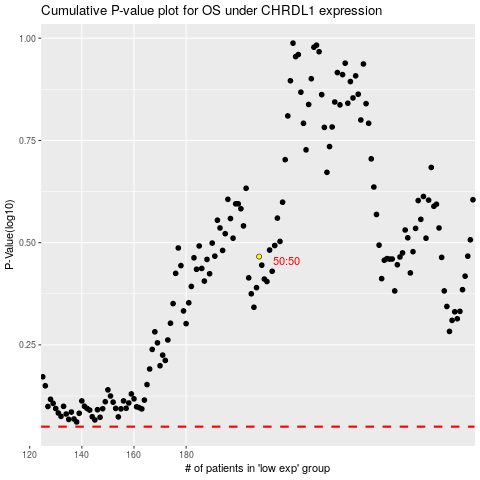 Cumulative P-value plot for OS under CHRDL1 expression
P-Value(log10)
1.00
0.75
0.50
0.25
50:50
120 140 160 180
# of patients in 'low exp' group